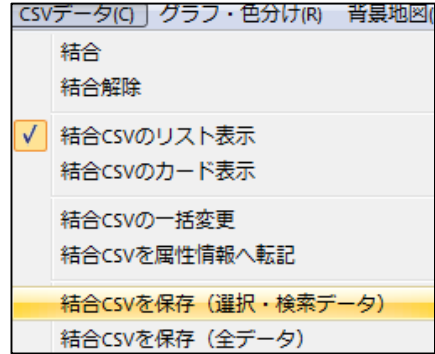 CSVデータ(C) グラフ・色分け(R) 背景地図(
結合
結合解除
結合CSVのリスト表示
結合CSVのカード表示
結合CSVの一括変更
結合CSVを属性情報へ転記
結合CSVを保存（選択・検索データ）
結合CSVを保存（全データ）